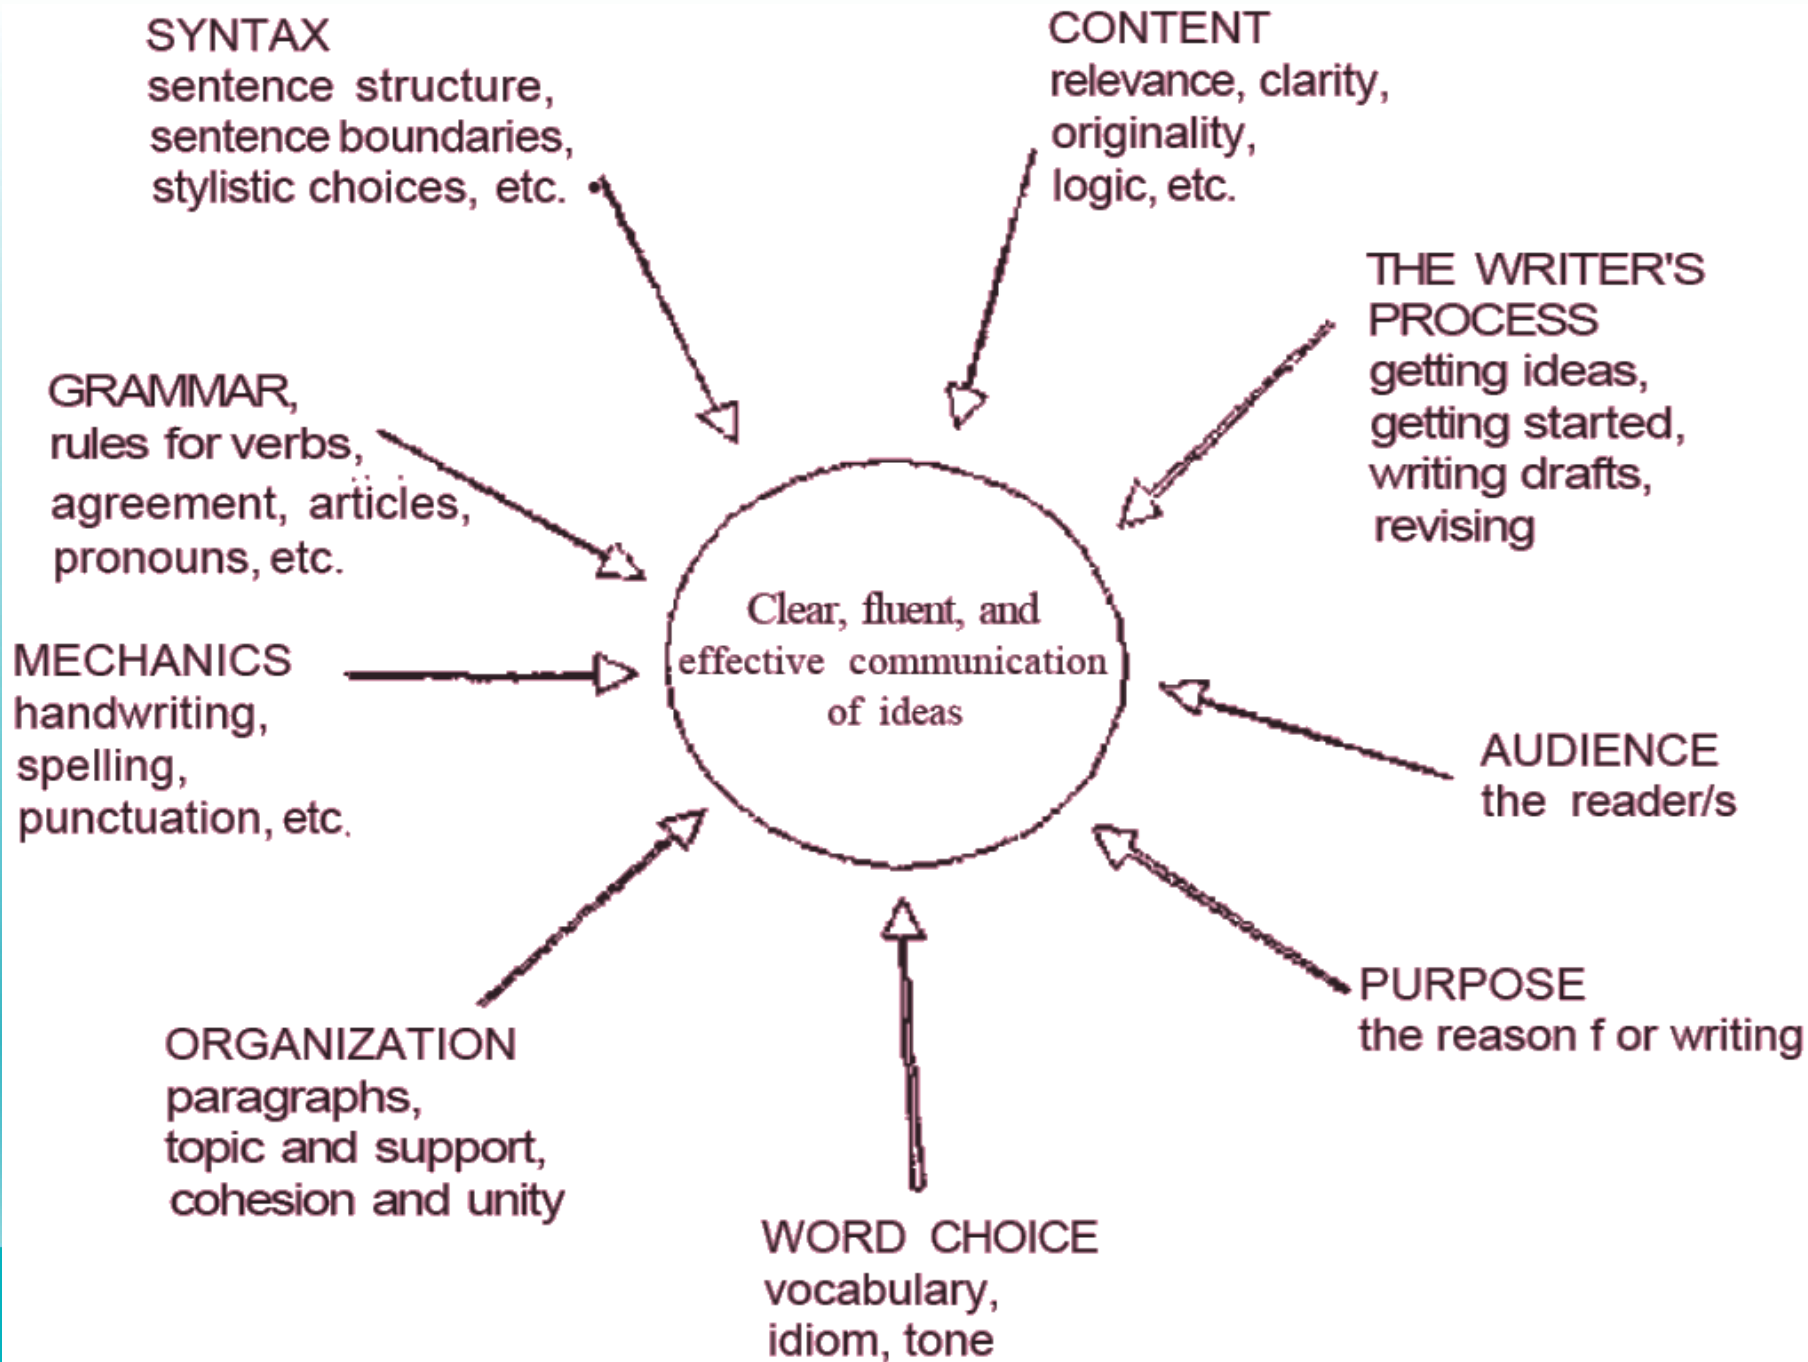 SYNTAX
sentence structure,
sentence boundaries,
stylistic choices, etc.
CONTENT
relevance, clarity,
originality,
logic, etc.
THE WRITER'S
PROCESS
getting ideas,
getting started,
writing drafts,
revising
GRAMMAR,
rules for verbs,
agreement, articles,
pronouns, etc.
Clear, fluent, and
effective communication
of ideas
MECHANICS
handwriting,
spelling,
punctuation, etc.
AUDIENCE
the reader/s
PURPOSE
the reason f or writing
ORGANIZATION
paragraphs,
topic and support,
cohesion and unity
WORD CHOICE
vocabulary,
idiom, tone